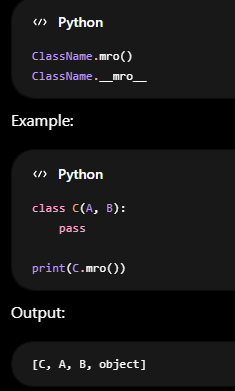 Python
ClassName.mro()
ClassName.__mro__
Example:
Python
class C(A, B):
    pass
print(C.mro())
Output:
[C, A, B, object]